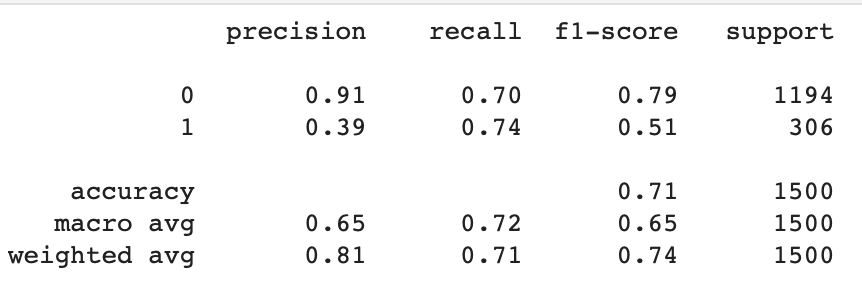 precision recall f1-score support
0 0.91 0.70 0.79 1194
1 0.39 0.74 0.51 306
accuracy 0.71 1500
macro avg 0.65 0.72 0.65 1500
weighted avg 0.81 0.71 0.74 1500